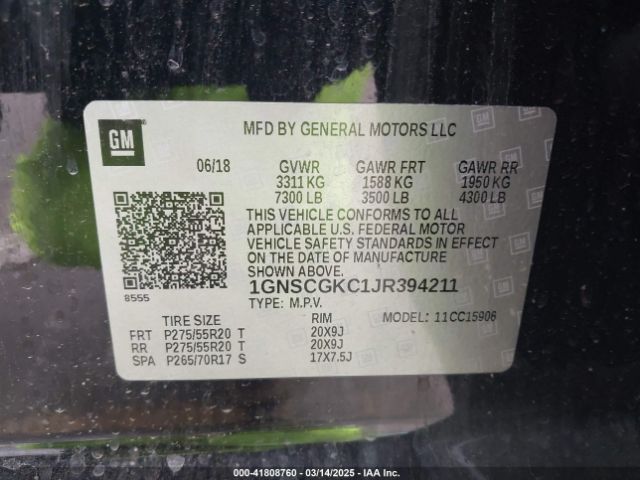 GM
MFD BY GENERAL MOTORS LLC
06/18 GVWR GAWR FRT GAWR RR
3311 KG 1588 KG 1950 KG
7300 LB 3500 LB 4300 LB
THIS VEHICLE CONFORMS TO ALL
APPLICABLE U.S. FEDERAL MOTOR
VEHICLE SAFETY STANDARDS IN EFFECT
ON THE DATE OF MANUFACTURE
SHOWN ABOVE.
1GNSCGKC1JR394211
8555 TYPE: M.P.V.
TIRE SIZE RIM MODEL: 11CC15906
FRT P275/55R20 T 20X9J
RR P275/55R20 T 20X9J
SPA P265/70R17 S 17X7.5J
000-41808760 — 03/14/2025 — IAA Inc.